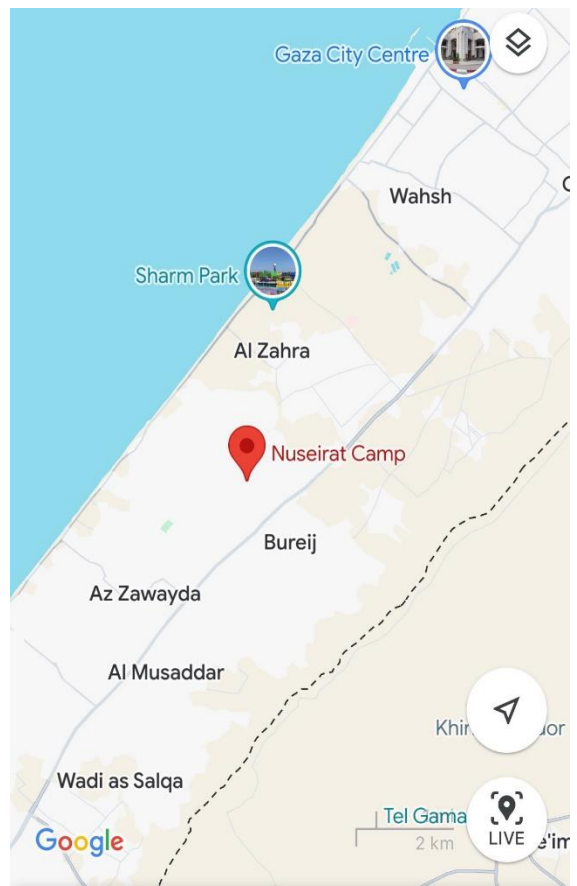 Gaza City Centre
Wahsh
Sharm Park
Al Zahra
Nuseirat Camp
Bureij
Az Zawayda
Al Musaddar
Wadi as Salqa
Tel Gama
Google
2 km
LIVE